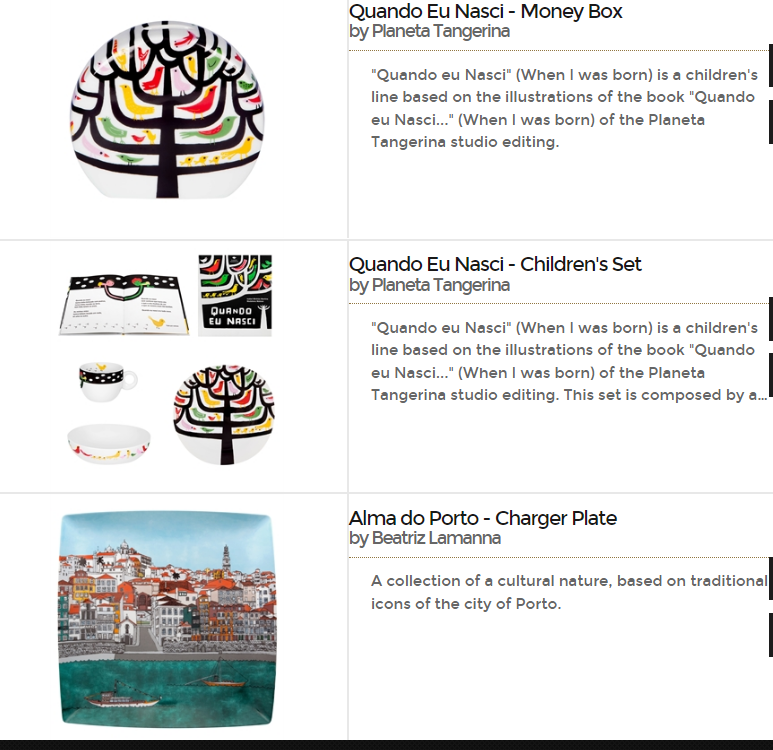 Quando Eu Nasci - Money Box
by Planeta Tangerina
"Quando eu Nasci" (When I was born) is a children's
line based on the illustrations of the book "Quando
eu Nasci..." (When I was born) of the Planeta
Tangerina studio editing.
Quando Eu Nasci - Children's Set
by Planeta Tangerina
QUANDO
EU NASCI
"Quando eu Nasci" (When I was born) is a children's
line based on the illustrations of the book "Quando
eu Nasci..." (When I was born) of the Planeta
Tangerina studio editing. This set is composed by a...
Alma do Porto - Charger Plate
by Beatriz Lamanna
A collection of a cultural nature, based on traditional
icons of the city of Porto.